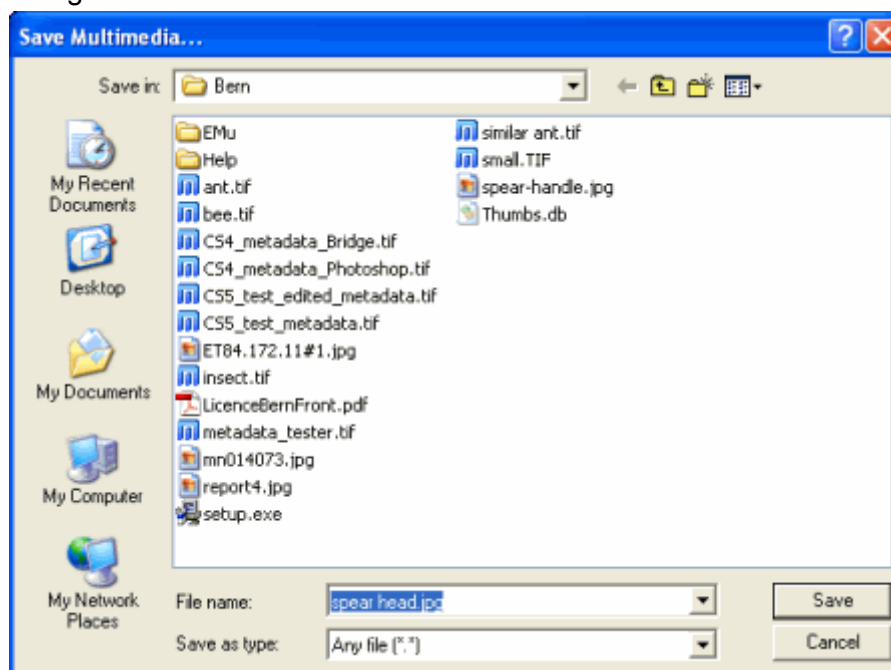 Save Multimedia...
Save in:
Bern
My Recent
Documents
Desktop
My Documents
My Computer
My Network
Places
EMu
Help
ant.tif
bee.tif
CS4_metadata_Bridge.tif
CS4_metadata_Photoshop.tif
CS5_test_edited_metadata.tif
CS5_test_metadata.tif
ET84.172.11#1.jpg
insect.tif
LicenceBernFront.pdf
metadata_tester.tif
mn014073.jpg
report4.jpg
setup.exe
similar ant.tif
small.TIF
spear-handle.jpg
Thumbs.db
File name:
spear head.jpg
Save
Save as type:
Any file (*.*)
Cancel